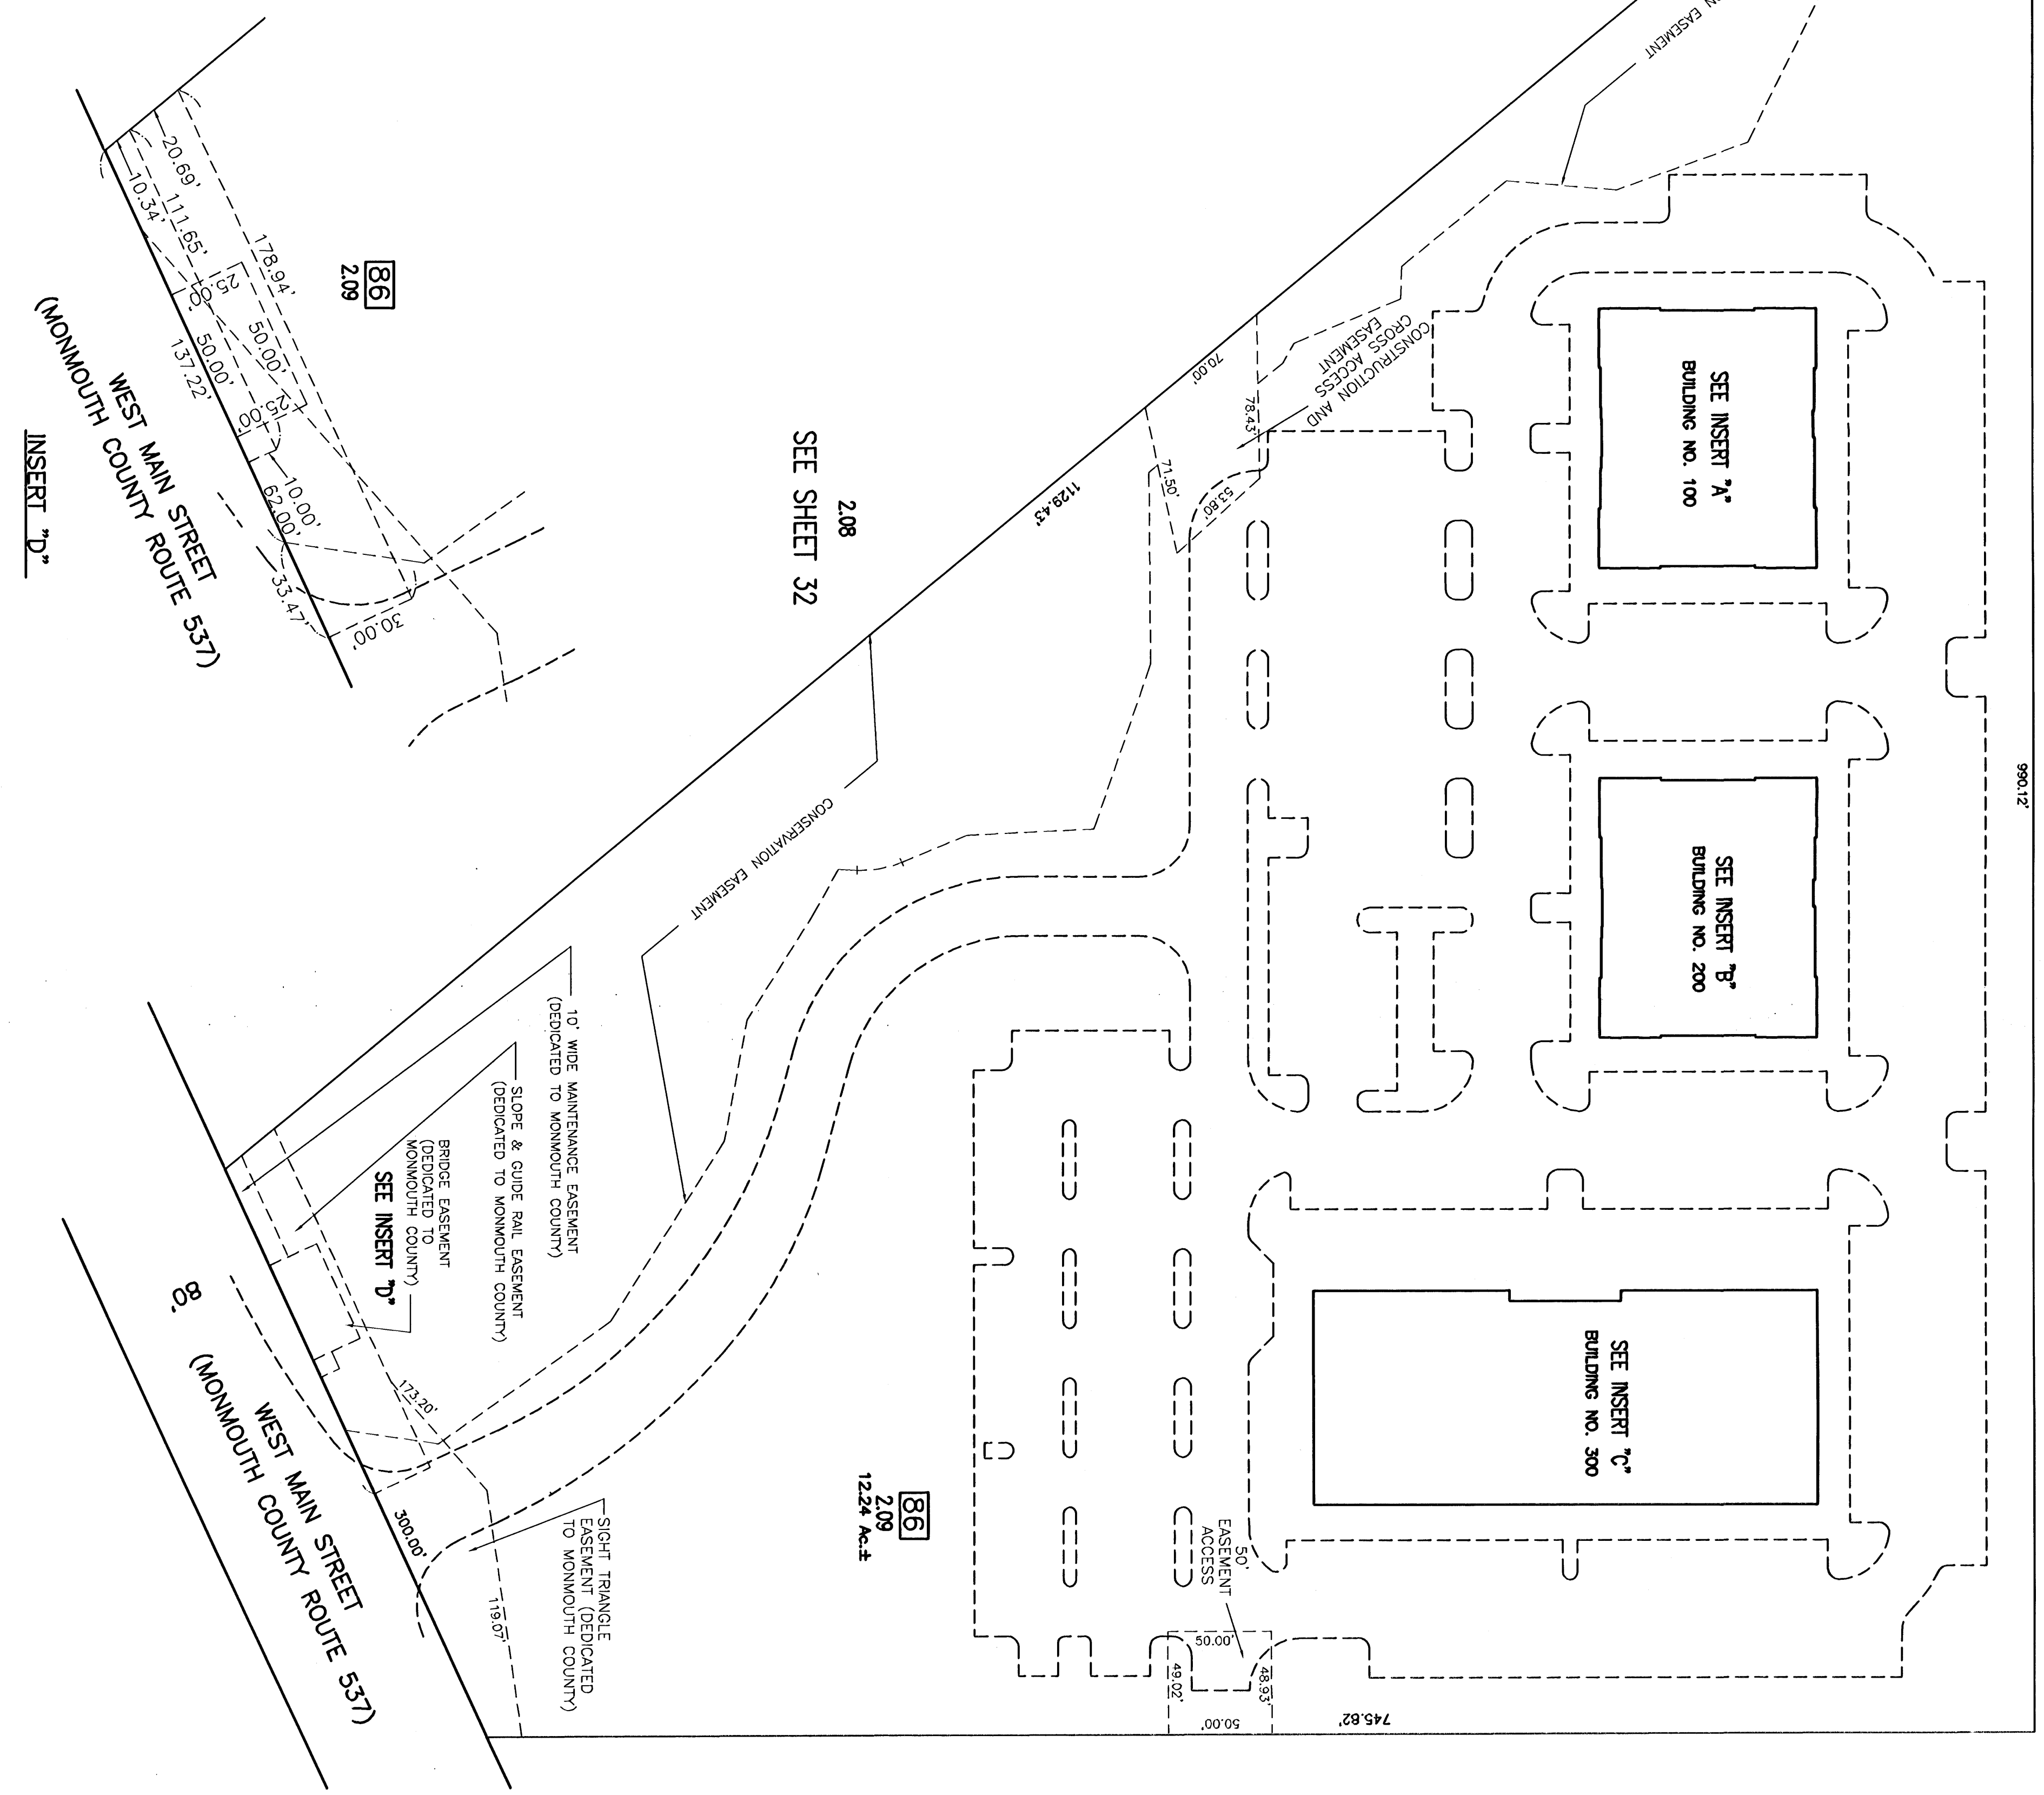 EASEMENT
990.12'
SEE INSERT "A"
BUILDING NO. 100
SEE INSERT "B"
BUILDING NO. 200
SEE INSERT "C"
BUILDING NO. 300
CONSTRUCTION AND
CROSS ACCESS
EASEMENT
70.00'
78.43'
71.50'
53.80'
1129.43'
2.08
SEE SHEET 32
CONSERVATION EASEMENT
10' WIDE MAINTENANCE EASEMENT
(DEDICATED TO MONMOUTH COUNTY)
SLOPE & GUIDE RAIL EASEMENT
(DEDICATED TO MONMOUTH COUNTY)
BRIDGE EASEMENT
(DEDICATED TO
MONMOUTH COUNTY)
SEE INSERT "D"
SIGHT TRIANGLE
EASEMENT (DEDICATED
TO MONMOUTH COUNTY)
86
2.09
12.24 Ac.±
50'
EASEMENT
ACCESS
50.00'
49.02'
48.93'
50.00'
745.82'
173.20'
119.07'
300.00'
80'
WEST MAIN STREET
(MONMOUTH COUNTY ROUTE 537)
86
2.09
20.69'
10.34'
111.65'
178.94'
25.00'
50.00'
50.00'
25.00'
137.22'
10.00'
62.00'
33.47'
30.00'
WEST MAIN STREET
(MONMOUTH COUNTY ROUTE 537)
INSERT "D"